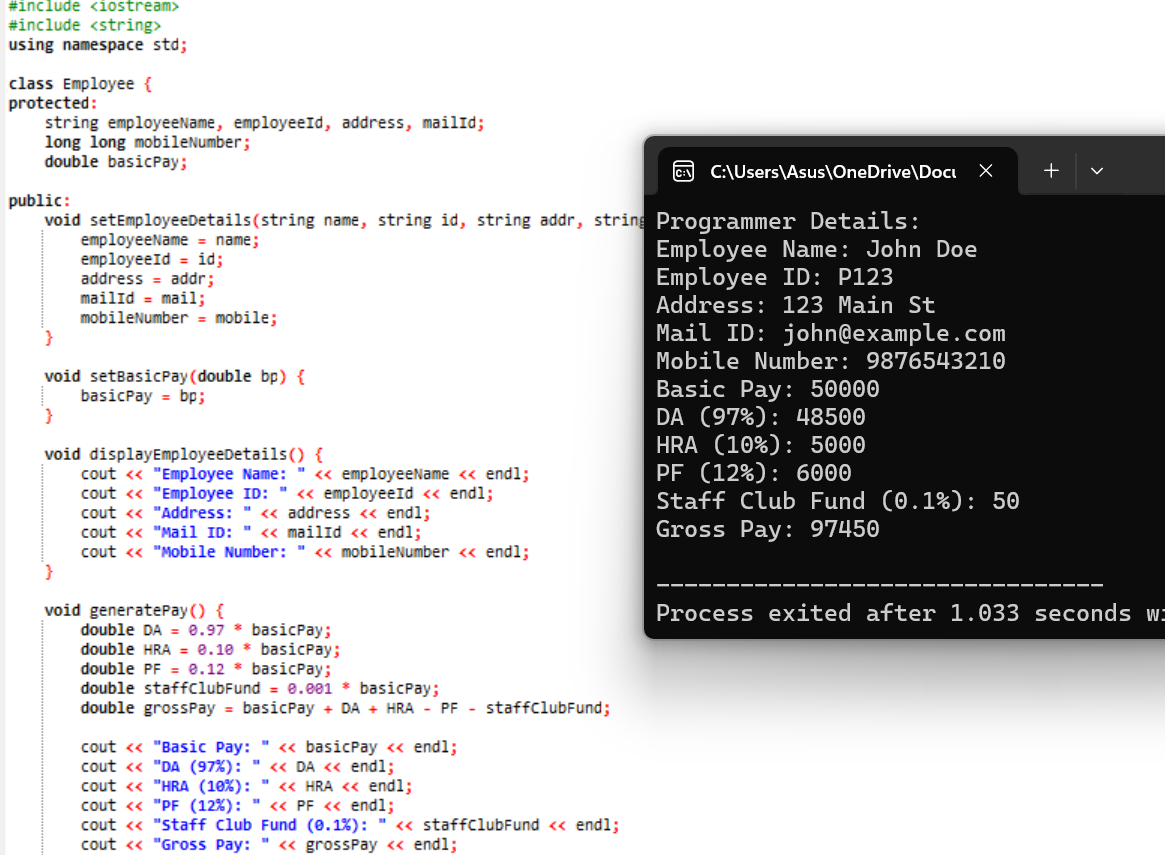 #include <iostream>
#include <string>
using namespace std;
class Employee {
protected:
string employeeName, employeeId, address, mailId;
long long mobileNumber;
double basicPay;
public:
void setEmployeeDetails(string name, string id, string addr, string
employeeName = name;
employeeId = id;
address = addr;
mailId = mail;
mobileNumber = mobile;
}
void setBasicPay(double bp) {
basicPay = bp;
}
void displayEmployeeDetails() {
cout << "Employee Name: " << employeeName << endl;
cout << "Employee ID: " << employeeId << endl;
cout << "Address: " << address << endl;
cout << "Mail ID: " << mailId << endl;
cout << "Mobile Number: " << mobileNumber << endl;
}
void generatePay() {
double DA = 0.97 * basicPay;
double HRA = 0.10 * basicPay;
double PF = 0.12 * basicPay;
double staffClubFund = 0.001 * basicPay;
double grossPay = basicPay + DA + HRA - PF - staffClubFund;
cout << "Basic Pay: " << basicPay << endl;
cout << "DA (97%): " << DA << endl;
cout << "HRA (10%): " << HRA << endl;
cout << "PF (12%): " << PF << endl;
cout << "Staff Club Fund (0.1%): " << staffClubFund << endl;
cout << "Gross Pay: " << grossPay << endl;
C:\Users\Asus\OneDrive\Docu
Programmer Details:
Employee Name: John Doe
Employee ID: P123
Address: 123 Main St
Mail ID: john@example.com
Mobile Number: 9876543210
Basic Pay: 50000
DA (97%): 48500
HRA (10%): 5000
PF (12%): 6000
Staff Club Fund (0.1%): 50
Gross Pay: 97450
--------------------------------
Process exited after 1.033 seconds wi